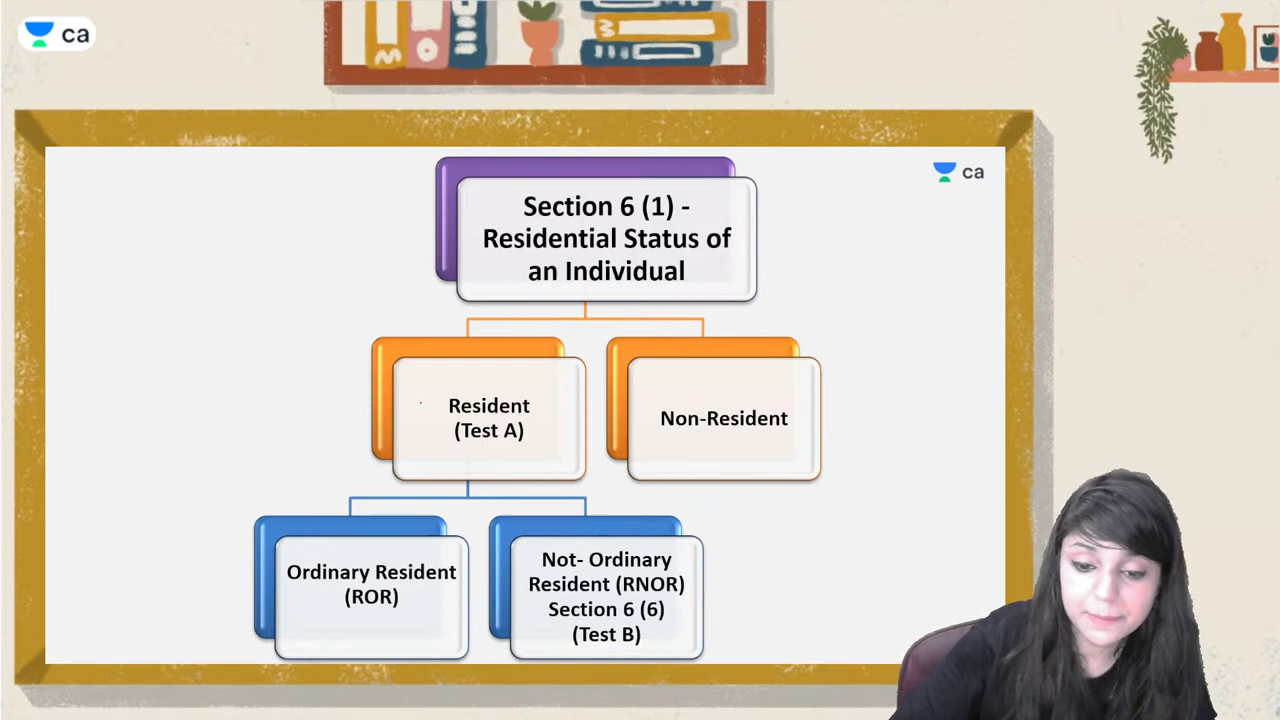 ca
ca
Section 6 (1) -
Residential Status of
an Individual
Resident
(Test A)
Non-Resident
Ordinary Resident
(ROR)
Not- Ordinary
Resident (RNOR)
Section 6 (6)
(Test B)